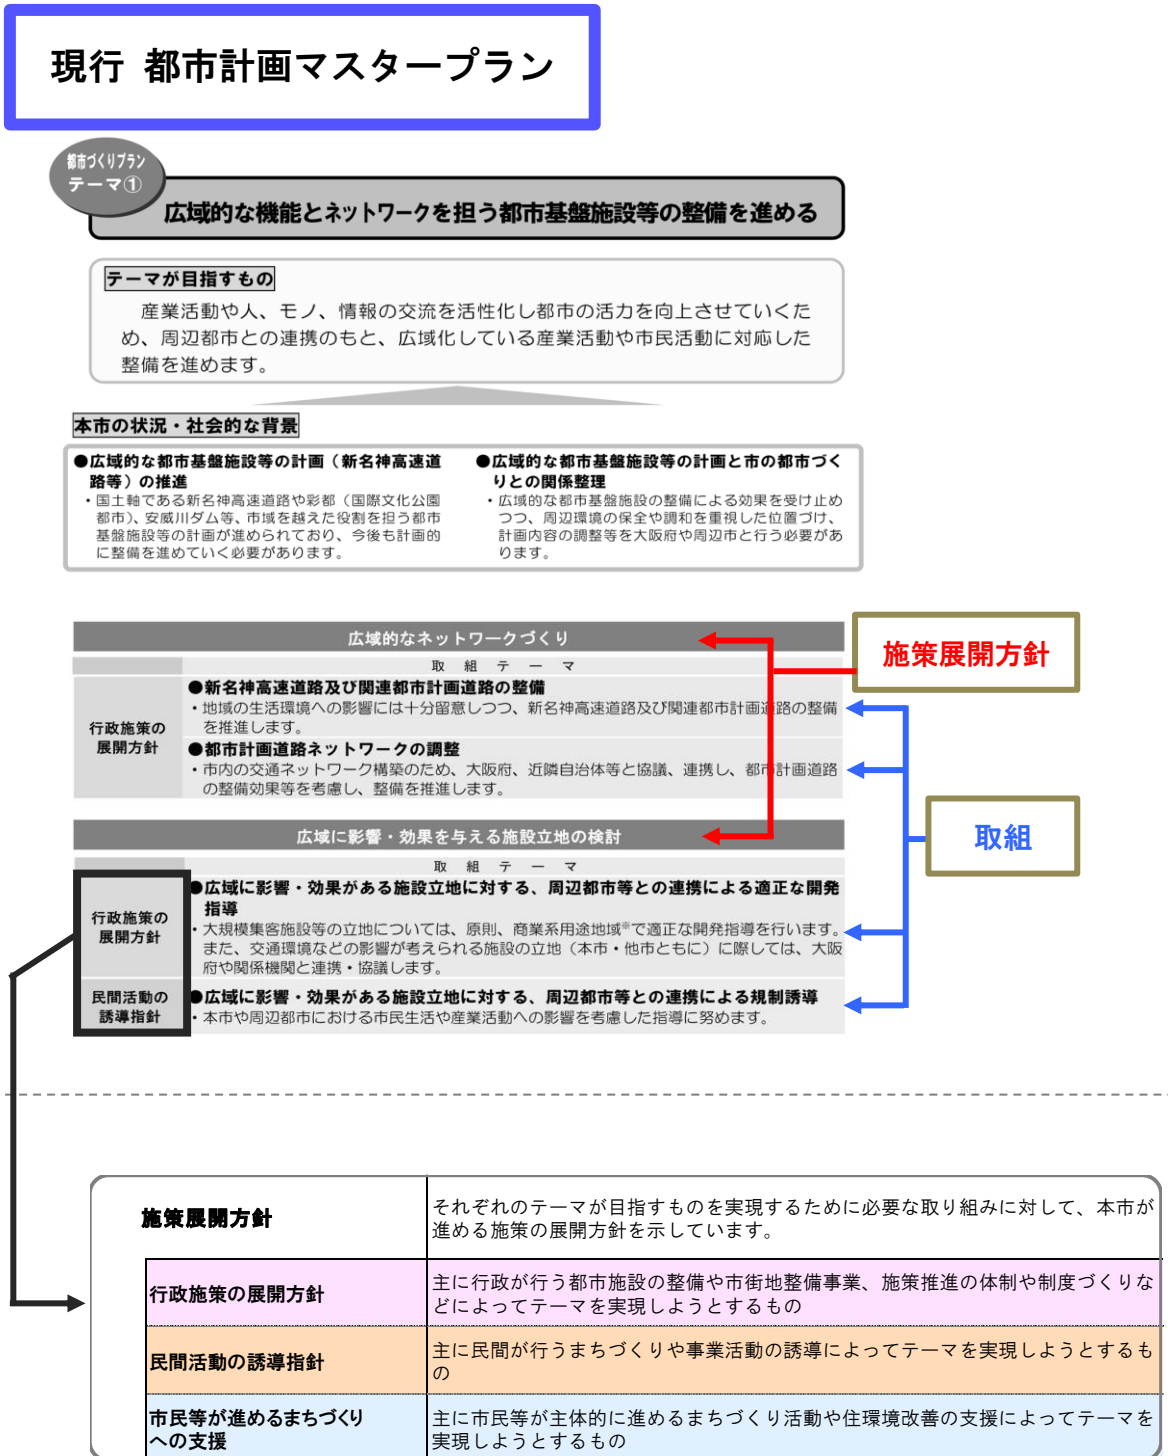 現行 都市計画マスタープラン
都市づくりプラン
テーマ①
広域的な機能とネットワークを担う都市基盤施設等の整備を進める
テーマが目指すもの
産業活動や人、モノ、情報の交流を活性化し都市の活力を向上させていくた
め、周辺都市との連携のもと、広域化している産業活動や市民活動に対応した
整備を進めます。
本市の状況・社会的な背景
●広域的な都市基盤施設等の計画（新名神高速道
路等）の推進
・国土軸である新名神高速道路や彩都（国際文化公園
都市）、安威川ダム等、市域を越えた役割を担う都市
基盤施設等の計画が進められており、今後も計画的
に整備を進めていく必要があります。
●広域的な都市基盤施設等の計画と市の都市づく
りとの関係整理
・広域的な都市基盤施設の整備による効果を受け止め
つつ、周辺環境の保全や調和を重視した位置づけ、
計画内容の調整等を大阪府や周辺市と行う必要があ
ります。
広域的なネットワークづくり
施策展開方針
取組テーマ
行政施策の
展開方針
●新名神高速道路及び関連都市計画道路の整備
・地域の生活環境への影響には十分留意しつつ、新名神高速道路及び関連都市計画道路の整備
を推進します。
●都市計画道路ネットワークの調整
・市内の交通ネットワーク構築のため、大阪府、近隣自治体等と協議、連携し、都市計画道路
の整備効果等を考慮し、整備を推進します。
取組
広域に影響・効果を与える施設立地の検討
取組テーマ
行政施策の
展開方針
●広域に影響・効果がある施設立地に対する、周辺都市等との連携による適正な開発
指導
・大規模集客施設等の立地については、原則、商業系用途地域※で適正な開発指導を行います。
また、交通環境などの影響が考えられる施設の立地（本市・他市ともに）に際しては、大阪
府や関係機関と連携・協議します。
民間活動の
誘導指針
●広域に影響・効果がある施設立地に対する、周辺都市等との連携による規制誘導
・本市や周辺都市における市民生活や産業活動への影響を考慮した指導に努めます。
施策展開方針
それぞれのテーマが目指すものを実現するために必要な取り組みに対して、本市が
進める施策の展開方針を示しています。
行政施策の展開方針
主に行政が行う都市施設の整備や市街地整備事業、施策推進の体制や制度づくりな
どによってテーマを実現しようとするもの
民間活動の誘導指針
主に民間が行うまちづくりや事業活動の誘導によってテーマを実現しようとするも
の
市民等が進めるまちづくり
への支援
主に市民等が主体的に進めるまちづくり活動や住環境改善の支援によってテーマを
実現しようとするもの